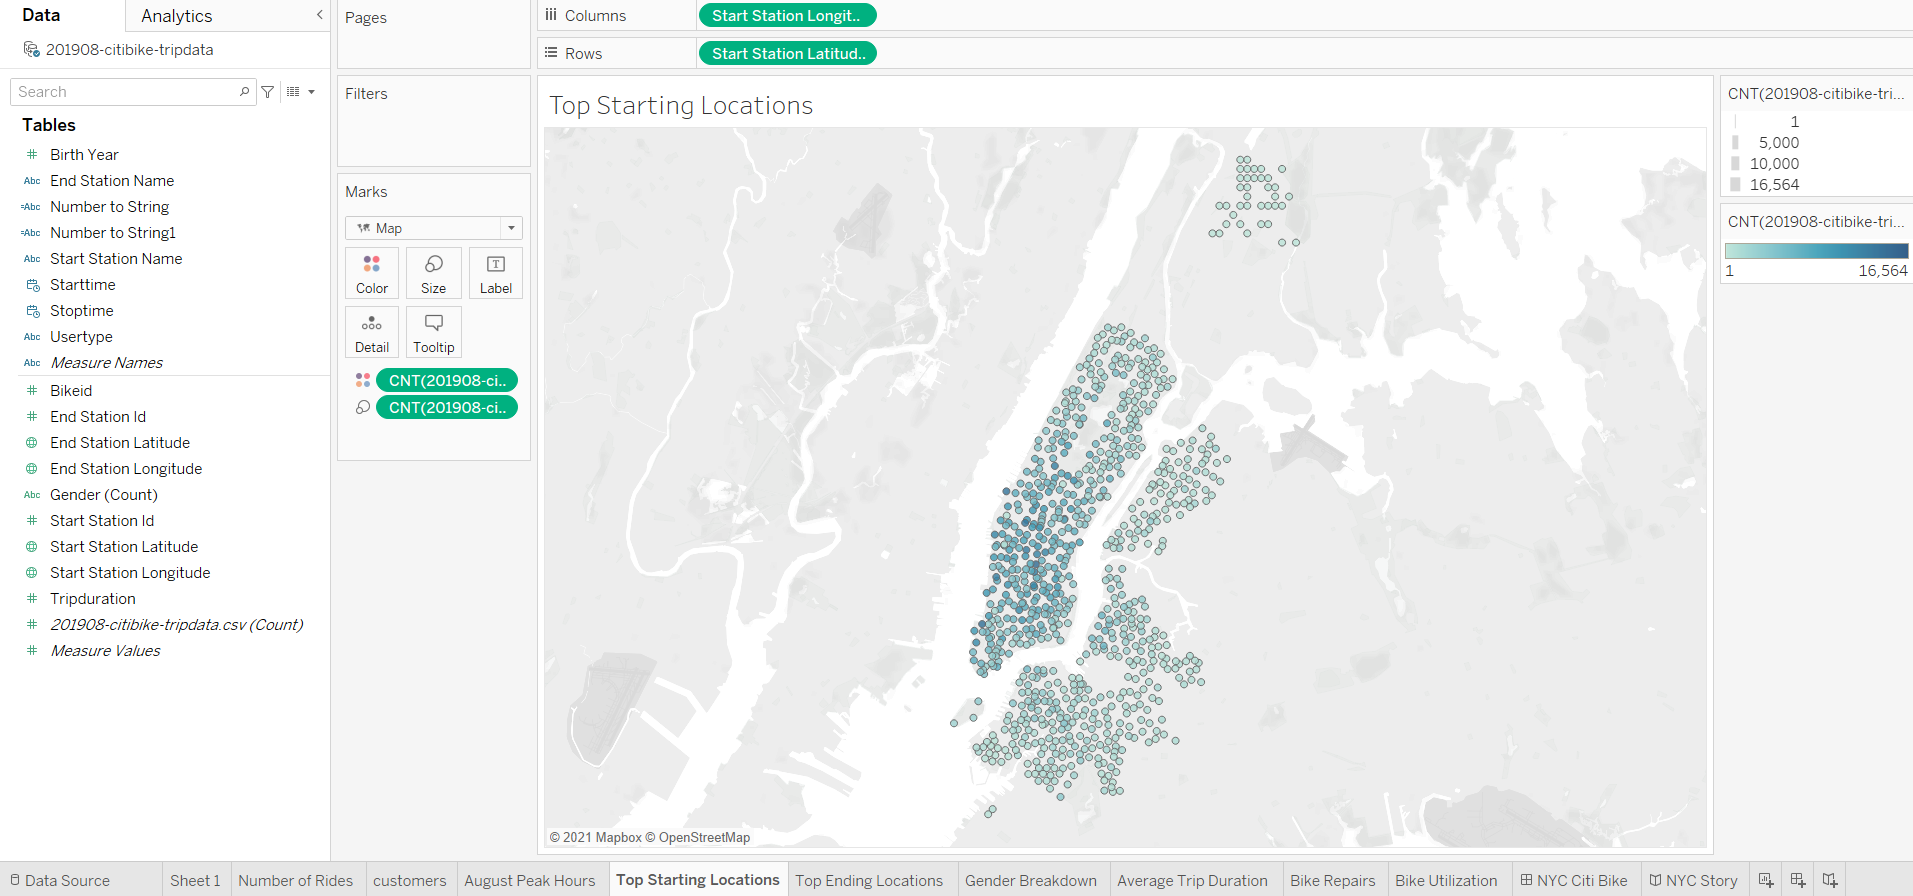 Data
Analytics
201908-citibike-tripdata
Search
Tables
Birth Year
Abc End Station Name
=Abc Number to String
=Abc Number to String1
Abc Start Station Name
Starttime
Stoptime
Abc Usertype
Abc Measure Names
Bikeid
End Station Id
End Station Latitude
End Station Longitude
Abc Gender (Count)
Start Station Id
Start Station Latitude
Start Station Longitude
Tripduration
201908-citibike-tripdata.csv (Count)
Measure Values
Pages
Filters
Marks
Map
Color
Size
T
Label
Detail
Tooltip
CNT(201908-ci..
CNT(201908-ci..
Columns
Start Station Longit..
Rows
Start Station Latitud..
Top Starting Locations
© 2021 Mapbox © OpenStreetMap
CNT(201908-citibike-tri...
1
5,000
10,000
16,564
CNT(201908-citibike-tri...
1 16,564
Data Source
Sheet 1
Number of Rides
customers
August Peak Hours
Top Starting Locations
Top Ending Locations
Gender Breakdown
Average Trip Duration
Bike Repairs
Bike Utilization
NYC Citi Bike
NYC Story